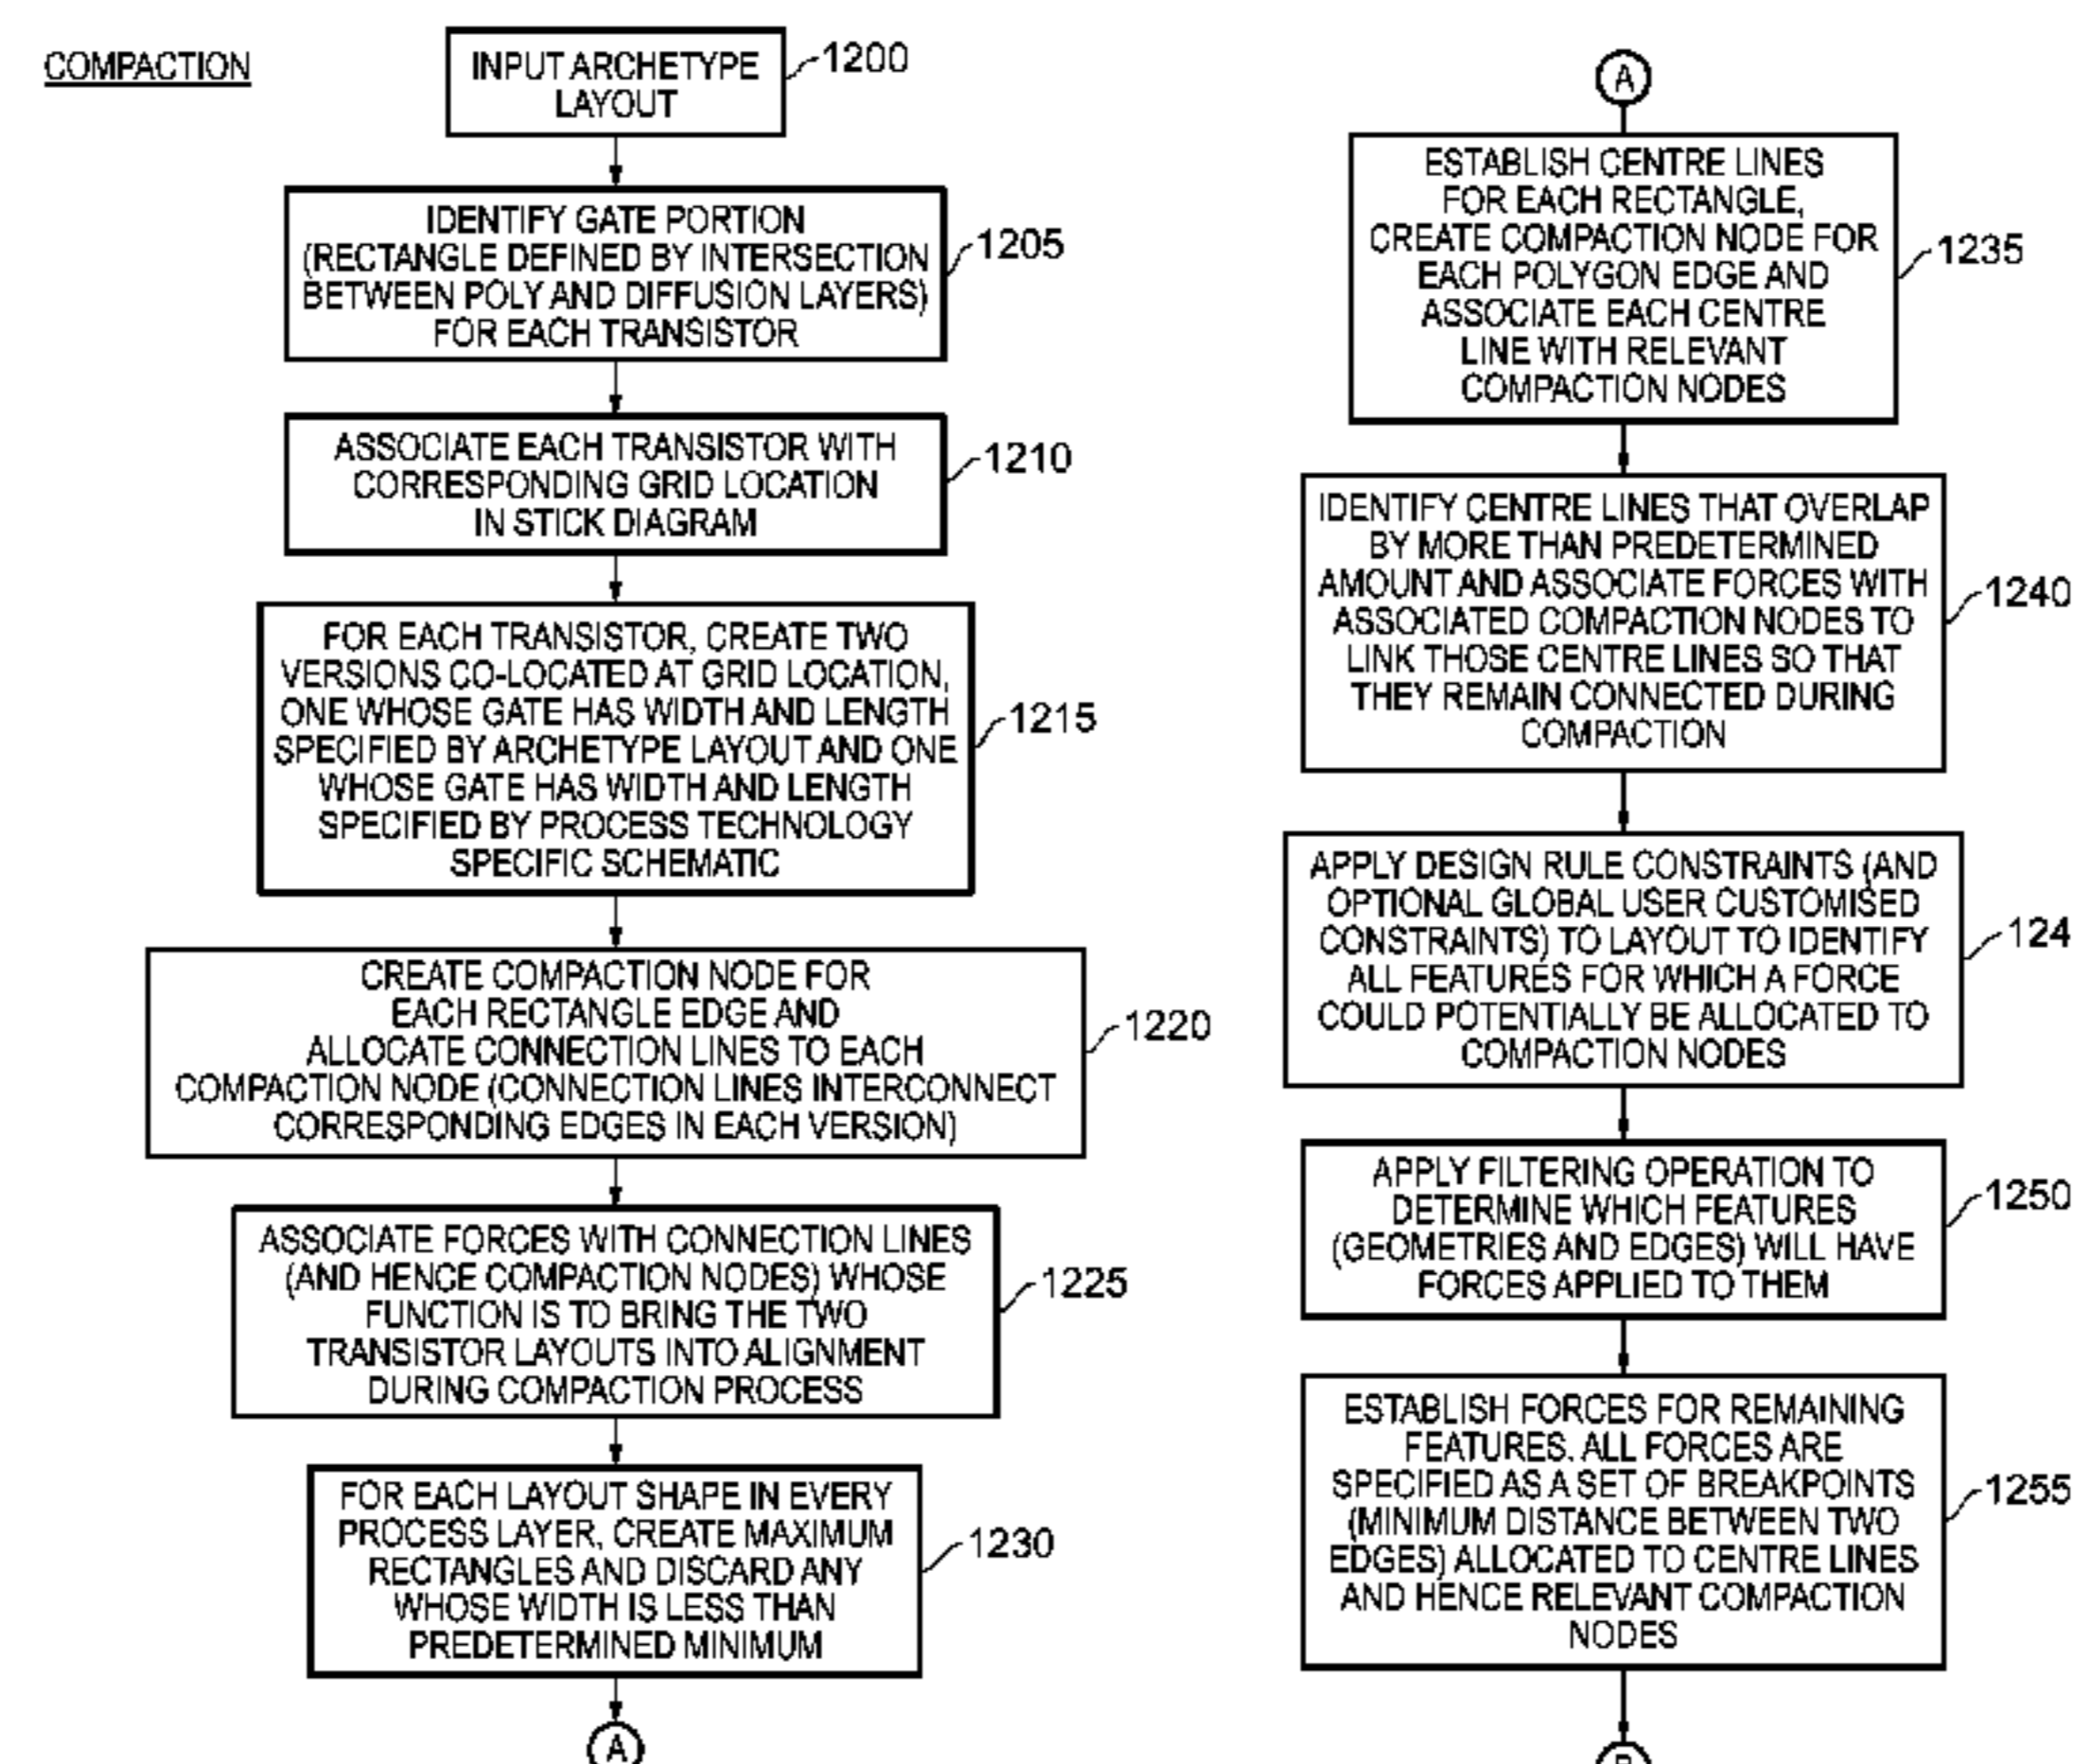 COMPACTION
INPUT ARCHETYPE
LAYOUT
1200
IDENTIFY GATE PORTION
(RECTANGLE DEFINED BY INTERSECTION
BETWEEN POLY AND DIFFUSION LAYERS)
FOR EACH TRANSISTOR
1205
ASSOCIATE EACH TRANSISTOR WITH
CORRESPONDING GRID LOCATION
IN STICK DIAGRAM
1210
FOR EACH TRANSISTOR, CREATE TWO
VERSIONS CO-LOCATED AT GRID LOCATION,
ONE WHOSE GATE HAS WIDTH AND LENGTH
SPECIFIED BY ARCHETYPE LAYOUT AND ONE
WHOSE GATE HAS WIDTH AND LENGTH
SPECIFIED BY PROCESS TECHNOLOGY
SPECIFIC SCHEMATIC
1215
CREATE COMPACTION NODE FOR
EACH RECTANGLE EDGE AND
ALLOCATE CONNECTION LINES TO EACH
COMPACTION NODE (CONNECTION LINES INTERCONNECT
CORRESPONDING EDGES IN EACH VERSION)
1220
ASSOCIATE FORCES WITH CONNECTION LINES
(AND HENCE COMPACTION NODES) WHOSE
FUNCTION IS TO BRING THE TWO
TRANSISTOR LAYOUTS INTO ALIGNMENT
DURING COMPACTION PROCESS
1225
FOR EACH LAYOUT SHAPE IN EVERY
PROCESS LAYER, CREATE MAXIMUM
RECTANGLES AND DISCARD ANY
WHOSE WIDTH IS LESS THAN
PREDETERMINED MINIMUM
1230
A
A
ESTABLISH CENTRE LINES
FOR EACH RECTANGLE,
CREATE COMPACTION NODE FOR
EACH POLYGON EDGE AND
ASSOCIATE EACH CENTRE
LINE WITH RELEVANT
COMPACTION NODES
1235
IDENTIFY CENTRE LINES THAT OVERLAP
BY MORE THAN PREDETERMINED
AMOUNT AND ASSOCIATE FORCES WITH
ASSOCIATED COMPACTION NODES TO
LINK THOSE CENTRE LINES SO THAT
THEY REMAIN CONNECTED DURING
COMPACTION
1240
APPLY DESIGN RULE CONSTRAINTS (AND
OPTIONAL GLOBAL USER CUSTOMISED
CONSTRAINTS) TO LAYOUT TO IDENTIFY
ALL FEATURES FOR WHICH A FORCE
COULD POTENTIALLY BE ALLOCATED TO
COMPACTION NODES
124
APPLY FILTERING OPERATION TO
DETERMINE WHICH FEATURES
(GEOMETRIES AND EDGES) WILL HAVE
FORCES APPLIED TO THEM
1250
ESTABLISH FORCES FOR REMAINING
FEATURES. ALL FORCES ARE
SPECIFIED AS A SET OF BREAKPOINTS
(MINIMUM DISTANCE BETWEEN TWO
EDGES) ALLOCATED TO CENTRE LINES
AND HENCE RELEVANT COMPACTION
NODES
1255